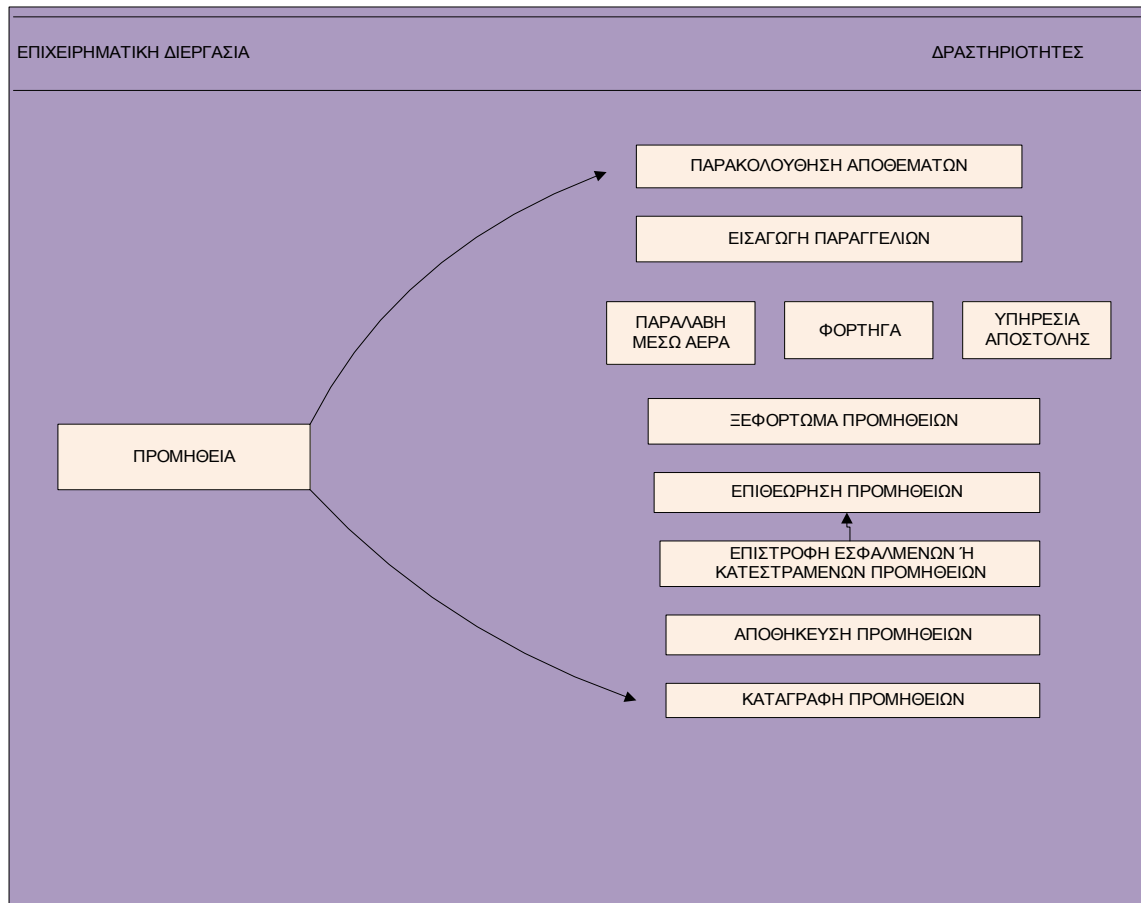 ΕΠΙΧΕΙΡΗΜΑΤΙΚΗ ΔΙΕΡΓΑΣΙΑ
ΔΡΑΣΤΗΡΙΟΤΗΤΕΣ
ΠΑΡΑΚΟΛΟΥΘΗΣΗ ΑΠΟΘΕΜΑΤΩΝ
ΕΙΣΑΓΩΓΗ ΠΑΡΑΓΓΕΛΙΩΝ
ΠΑΡΑΛΑΒΗ
ΜΕΣΩ ΑΕΡΑ
ΦΟΡΤΗΓΑ
ΥΠΗΡΕΣΙΑ
ΑΠΟΣΤΟΛΗΣ
ΞΕΦΟΡΤΩΜΑ ΠΡΟΜΗΘΕΙΩΝ
ΠΡΟΜΗΘΕΙΑ
ΕΠΙΘΕΩΡΗΣΗ ΠΡΟΜΗΘΕΙΩΝ
ΕΠΙΣΤΡΟΦΗ ΕΣΦΑΛΜΕΝΩΝ Ή
ΚΑΤΕΣΤΡΑΜΕΝΩΝ ΠΡΟΜΗΘΕΙΩΝ
ΑΠΟΘΗΚΕΥΣΗ ΠΡΟΜΗΘΕΙΩΝ
ΚΑΤΑΓΡΑΦΗ ΠΡΟΜΗΘΕΙΩΝ